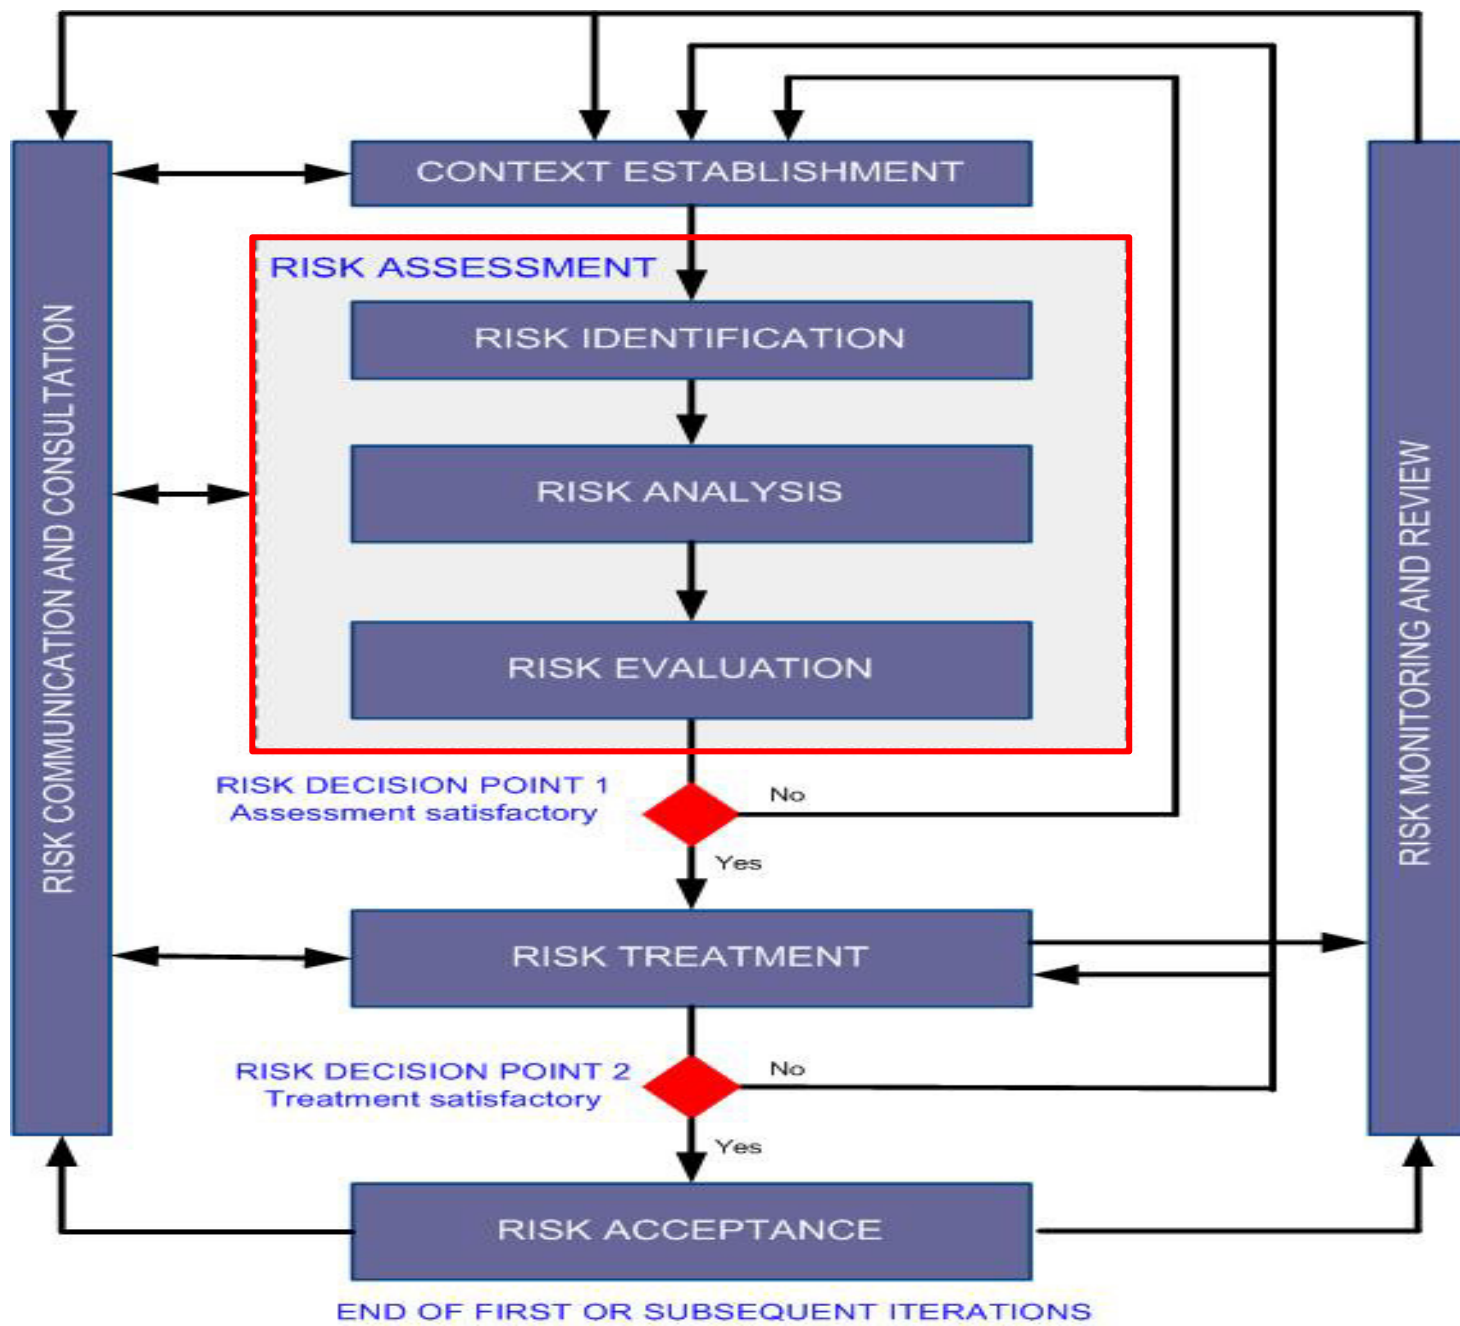 CONTEXT ESTABLISHMENT
RISK ASSESSMENT
RISK IDENTIFICATION
RISK ANALYSIS
RISK EVALUATION
RISK COMMUNICATION AND CONSULTATION
RISK MONITORING AND REVIEW
RISK DECISION POINT 1
Assessment satisfactory
No
Yes
RISK TREATMENT
RISK DECISION POINT 2
Treatment satisfactory
No
Yes
RISK ACCEPTANCE
END OF FIRST OR SUBSEQUENT ITERATIONS